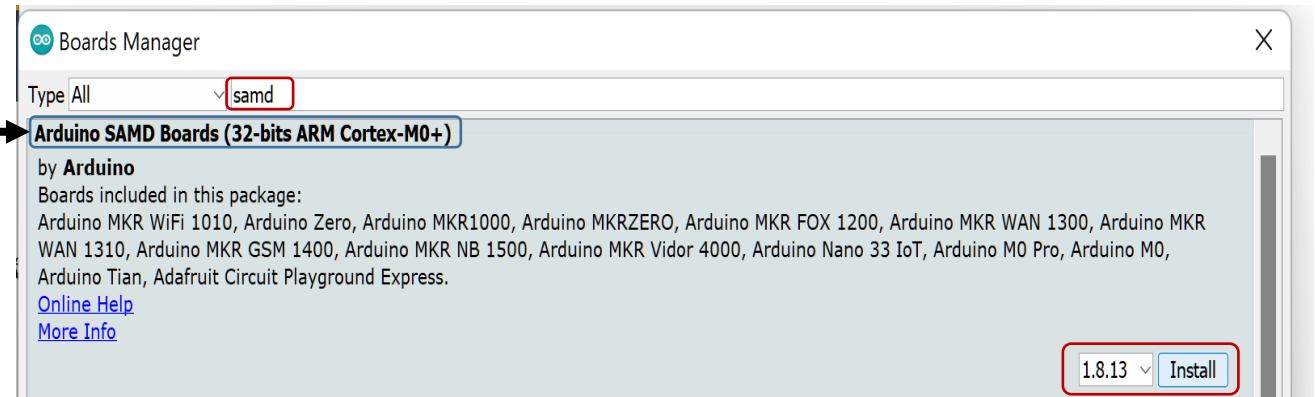 Boards Manager
Type All samd
Arduino SAMD Boards (32-bits ARM Cortex-M0+)
by Arduino
Boards included in this package:
Arduino MKR WiFi 1010, Arduino Zero, Arduino MKR1000, Arduino MKRZERO, Arduino MKR FOX 1200, Arduino MKR WAN 1300, Arduino MKR
WAN 1310, Arduino MKR GSM 1400, Arduino MKR NB 1500, Arduino MKR Vidor 4000, Arduino Nano 33 IoT, Arduino M0 Pro, Arduino M0,
Arduino Tian, Adafruit Circuit Playground Express.
Online Help
More Info
1.8.13 Install